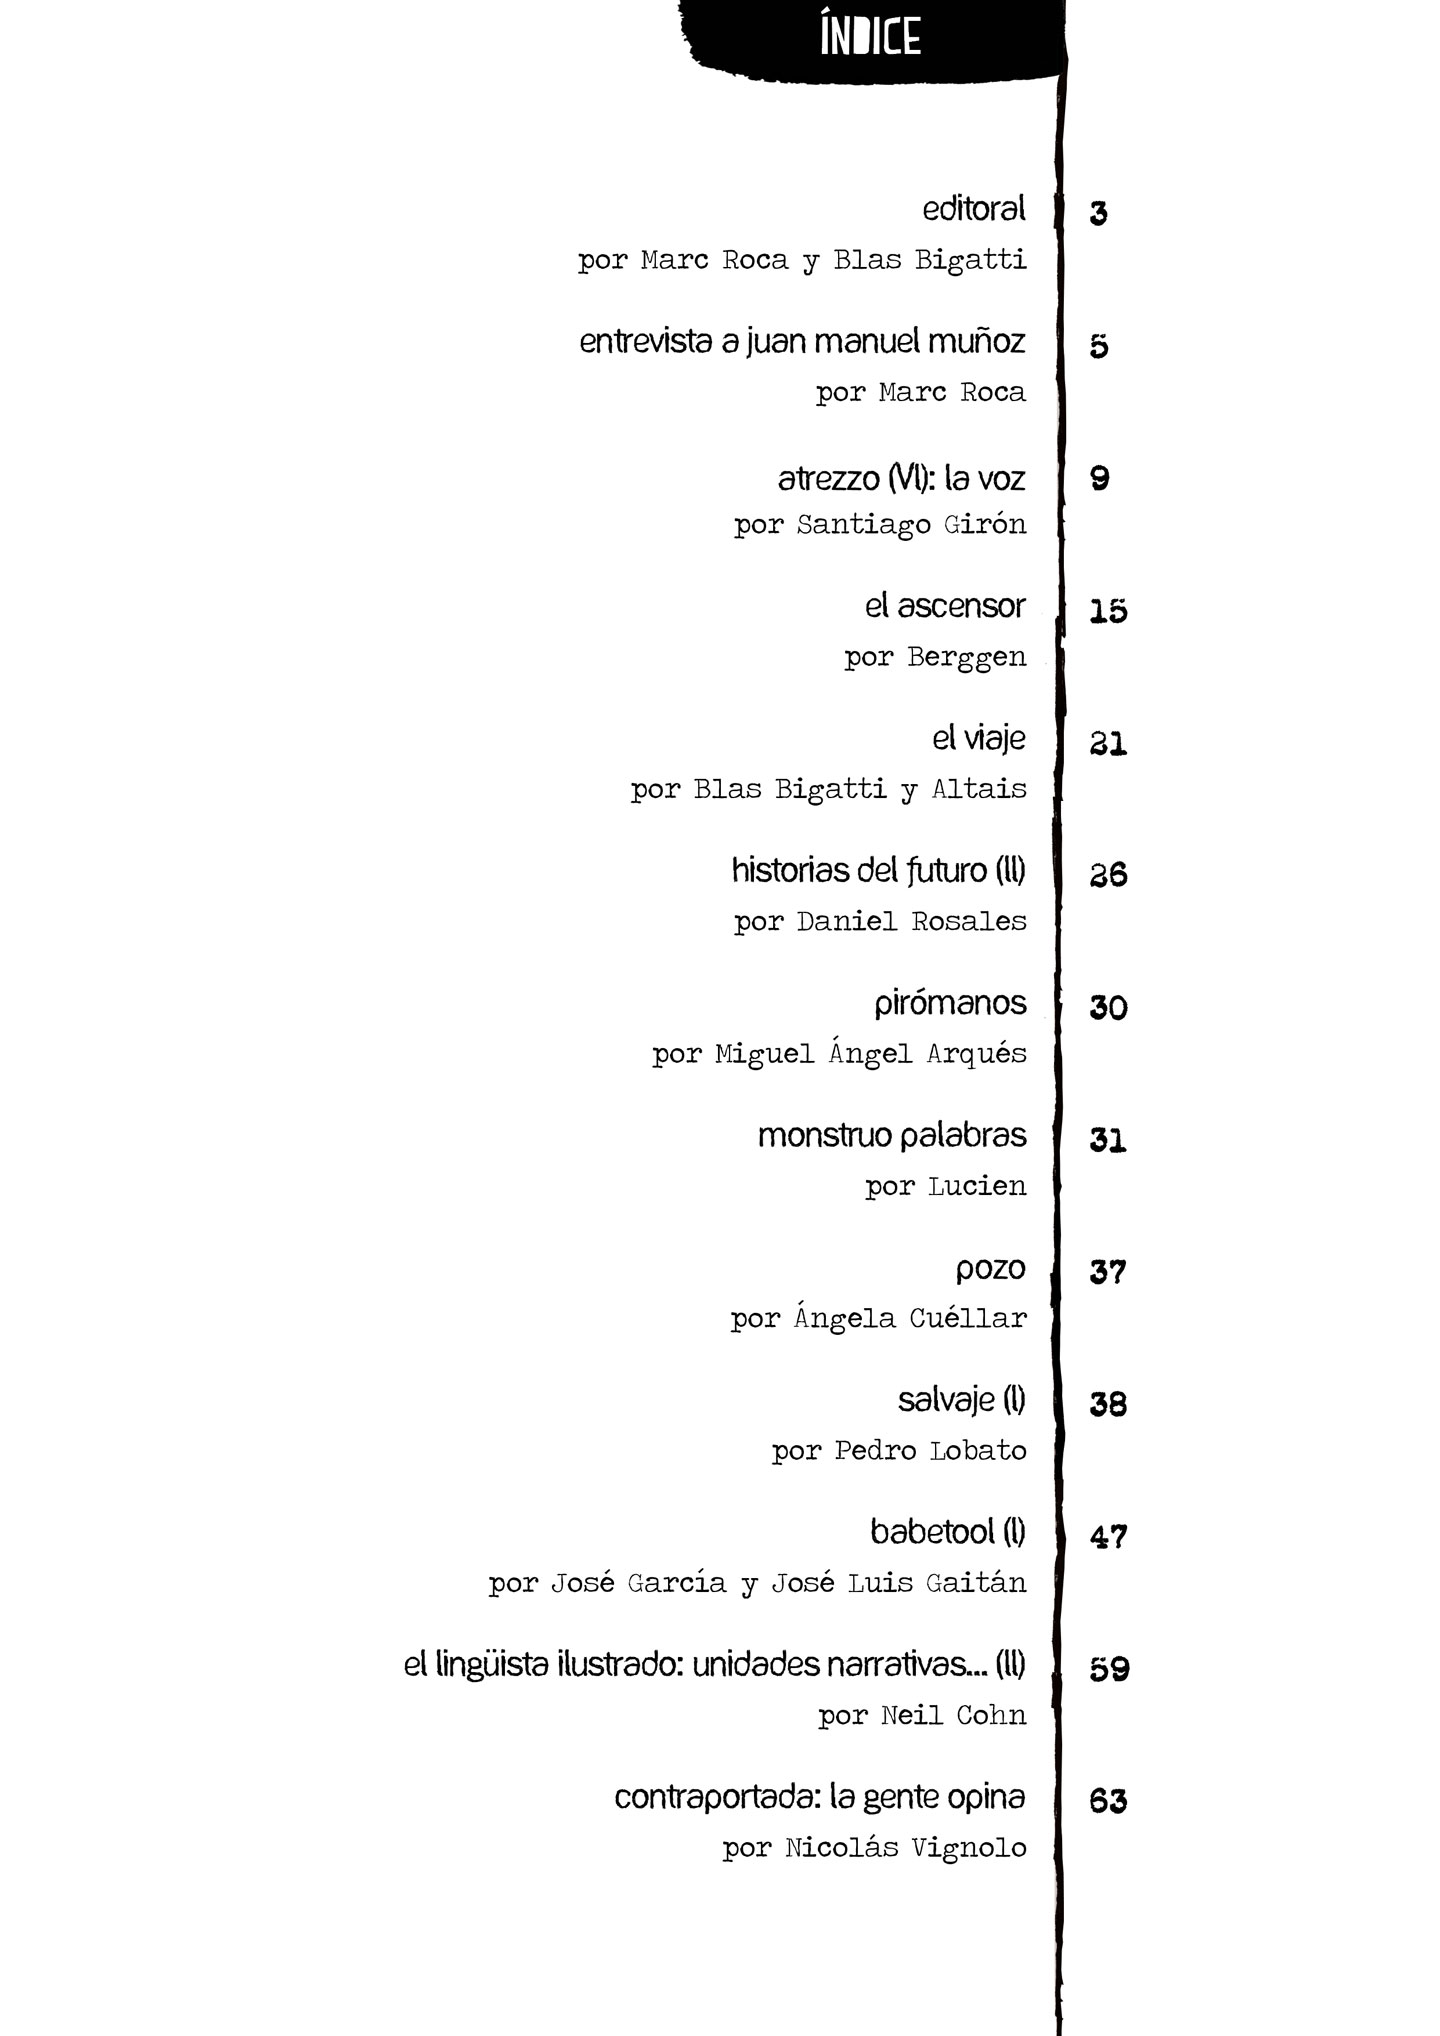 ÍNDICE
editoral 3
por Marc Roca y Blas Bigatti
entrevista a juan manuel muñoz 5
por Marc Roca
atrezzo (VI): la voz 9
por Santiago Girón
el ascensor 15
por Berggen
el viaje 21
por Blas Bigatti y Altais
historias del futuro (II) 26
por Daniel Rosales
pirómanos 30
por Miguel Ángel Arqués
monstruo palabras 31
por Lucien
pozo 37
por Ángela Cuéllar
salvaje (I) 38
por Pedro Lobato
babetool (I) 47
por José García y José Luis Gaitán
el lingüista ilustrado: unidades narrativas... (II) 59
por Neil Cohn
contraportada: la gente opina 63
por Nicolás Vignolo